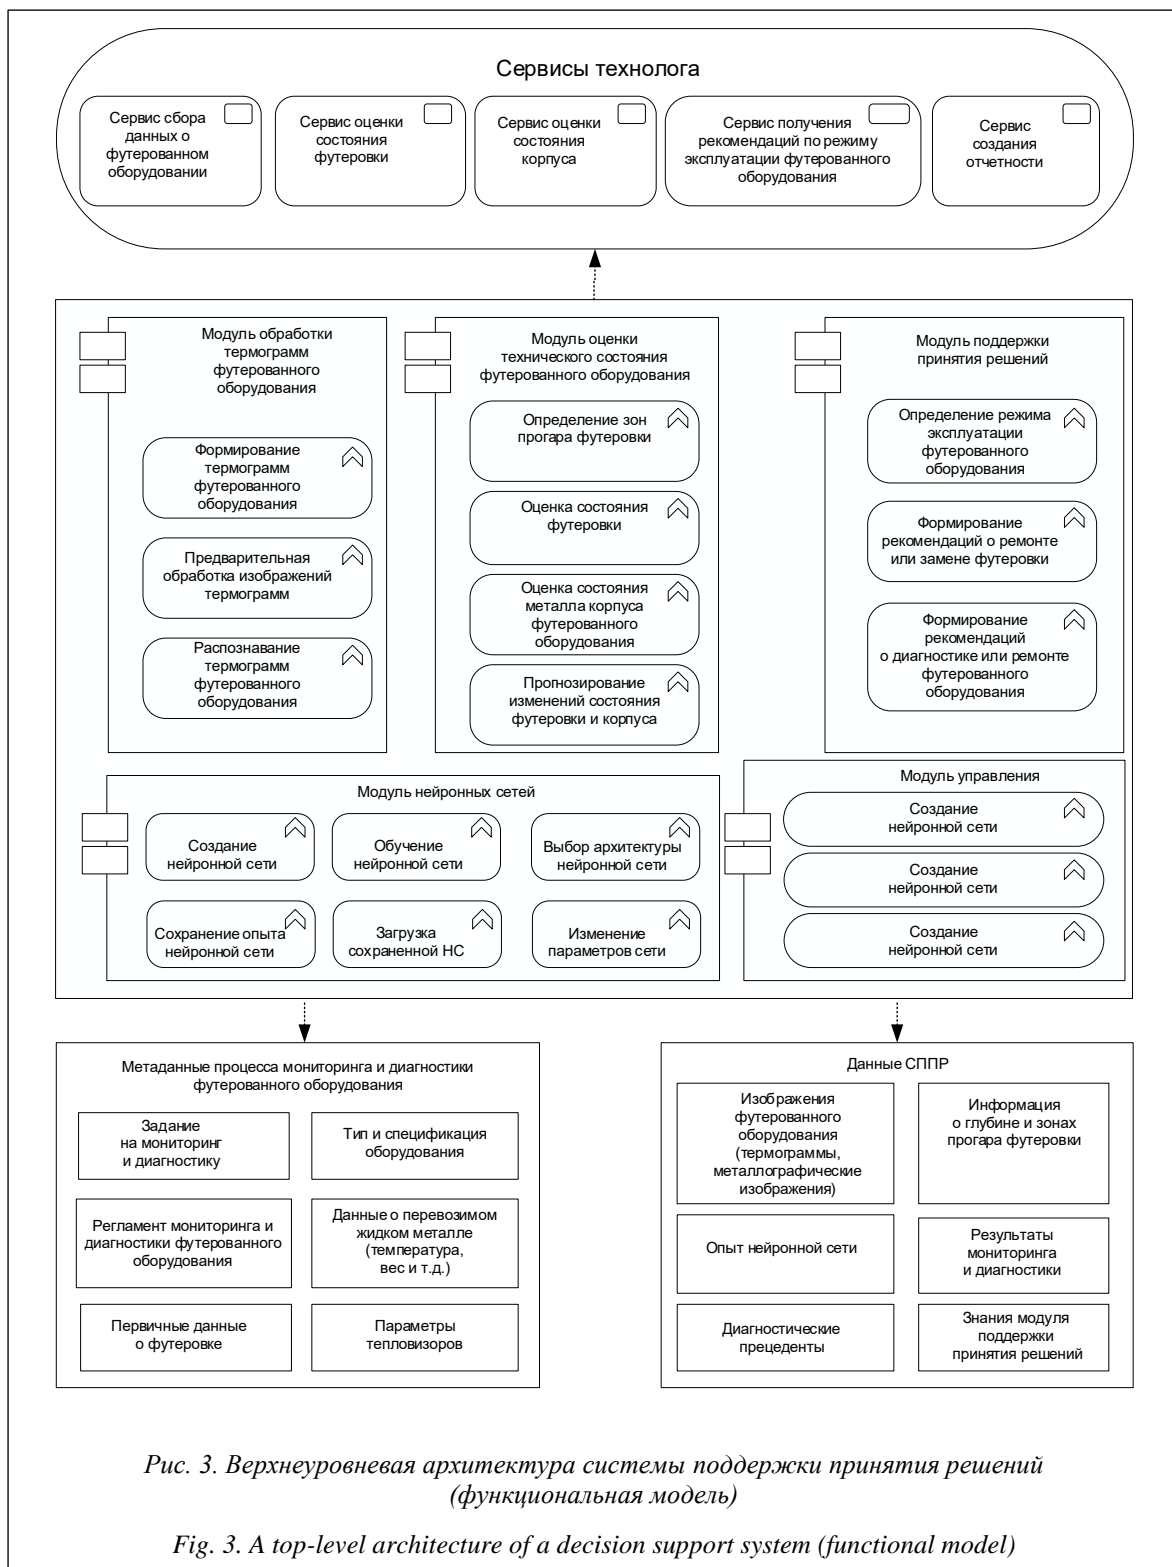 Сервисы технолога
Сервис сбора
данных о
футерованном
оборудовании
Сервис оценки
состояния
футеровки
Сервис оценки
состояния
корпуса
Сервис получения
рекомендаций по режиму
эксплуатации футерованного
оборудования
Сервис
создания
отчетности
Модуль обработки
термограмм
футерованного
оборудования
Формирование
термограмм
футерованного
оборудования
Предварительная
обработка изображений
термограмм
Распознавание
термограмм
футерованного
оборудования
Модуль оценки
технического состояния
футерованного оборудования
Определение зон
прогара футеровки
Оценка состояния
футеровки
Оценка состояния
металла корпуса
футерованного
оборудования
Прогнозирование
изменений состояния
футеровки и корпуса
Модуль поддержки
принятия решений
Определение режима
эксплуатации
футерованного
оборудования
Формирование
рекомендаций о ремонте
или замене футеровки
Формирование
рекомендаций
о диагностике или ремонте
футерованного
оборудования
Модуль нейронных сетей
Создание
нейронной сети
Обучение
нейронной сети
Выбор архитектуры
нейронной сети
Сохранение опыта
нейронной сети
Загрузка
сохраненной НС
Изменение
параметров сети
Модуль управления
Создание
нейронной сети
Создание
нейронной сети
Создание
нейронной сети
Метаданные процесса мониторинга и диагностики
футерованного оборудования
Задание
на мониторинг
и диагностику
Тип и спецификация
оборудования
Регламент мониторинга и
диагностики футерованного
оборудования
Данные о перевозимом
жидком металле
(температура,
вес и т.д.)
Первичные данные
о футеровке
Параметры
тепловизоров
Данные СППР
Изображения
футерованного
оборудования
(термограммы,
металлографические
изображения)
Информация
о глубине и зонах
прогара футеровки
Опыт нейронной сети
Результаты
мониторинга
и диагностики
Диагностические
прецеденты
Знания модуля
поддержки
принятия решений
Рис. 3. Верхнеуровневая архитектура системы поддержки принятия решений
(функциональная модель)
Fig. 3. A top-level architecture of a decision support system (functional model)